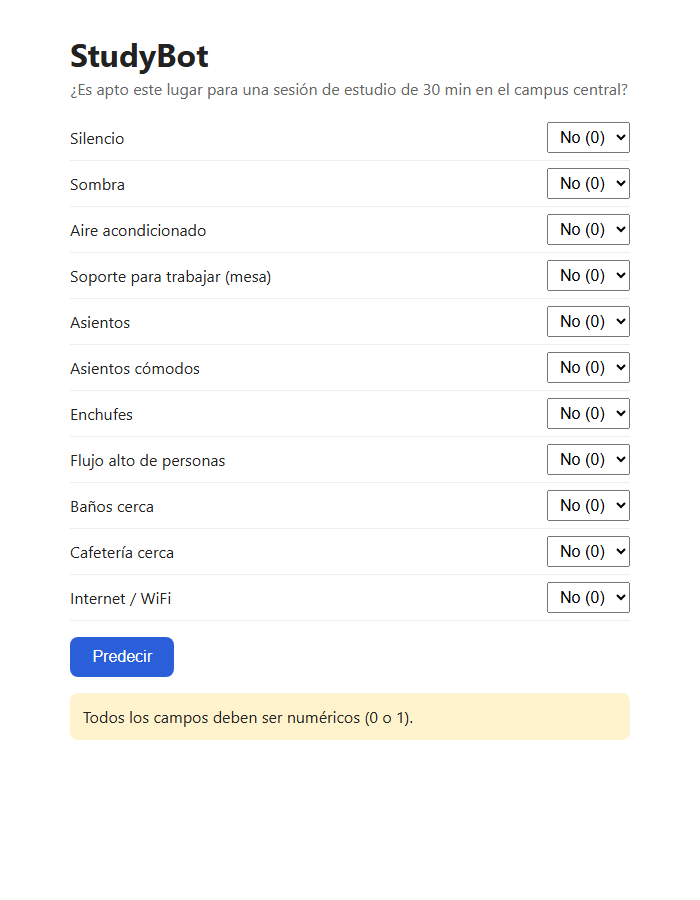 StudyBot
¿Es apto este lugar para una sesión de estudio de 30 min en el campus central?
Silencio No (0)
Sombra No (0)
Aire acondicionado No (0)
Soporte para trabajar (mesa) No (0)
Asientos No (0)
Asientos cómodos No (0)
Enchufes No (0)
Flujo alto de personas No (0)
Baños cerca No (0)
Cafetería cerca No (0)
Internet / WiFi No (0)
Predecir
Todos los campos deben ser numéricos (0 o 1).